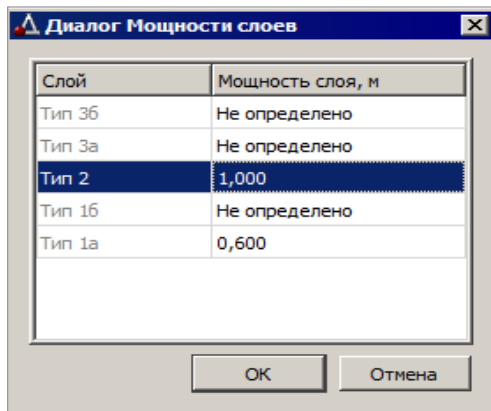 Диалог Мощности слоев
Слой Мощность слоя, м
Тип 3б Не определено
Тип 3а Не определено
Тип 2 1,000
Тип 1б Не определено
Тип 1а 0,600
ОК Отмена